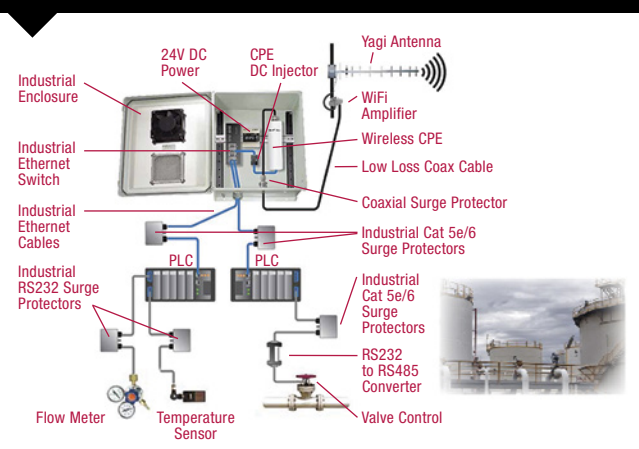 24V DC
Power
CPE
DC Injector
Yagi Antenna
Industrial
Enclosure
WiFi
Amplifier
Wireless CPE
Industrial
Ethernet
Switch
Low Loss Coax Cable
Coaxial Surge Protector
Industrial
Ethernet
Cables
Industrial Cat 5e/6
Surge Protectors
PLC
PLC
Industrial
RS232 Surge
Protectors
Industrial
Cat 5e/6
Surge
Protectors
RS232
to RS485
Converter
Flow Meter
Temperature
Sensor
Valve Control